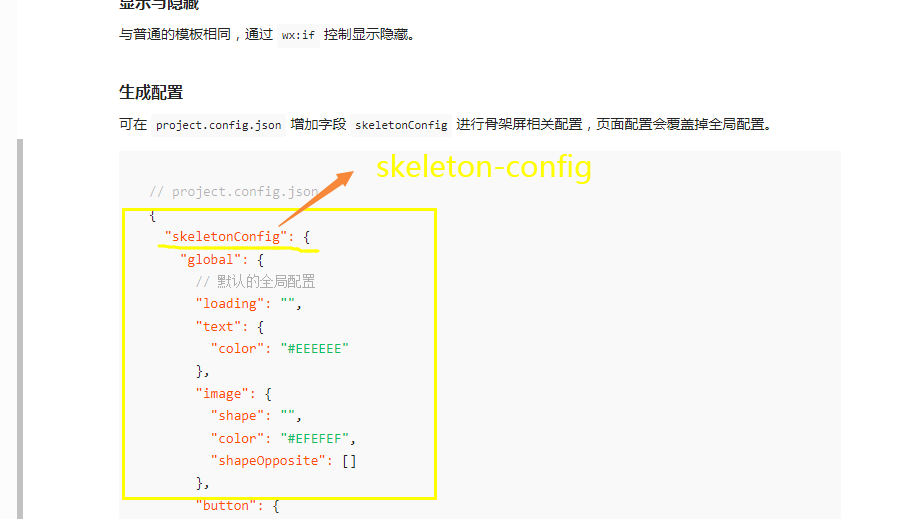 显示与隐藏
与普通的模板相同，通过 wx:if 控制显示隐藏。
生成配置
可在 project.config.json 增加字段 skeletonConfig 进行骨架屏相关配置，页面配置会覆盖掉全局配置。
skeleton-config
// project.config.json
{
"skeletonConfig": {
"global": {
// 默认的全局配置
"loading": "",
"text": {
"color": "#EEEEEE"
},
"image": {
"shape": "",
"color": "#EFEFEF",
"shapeOpposite": []
},
"button": {